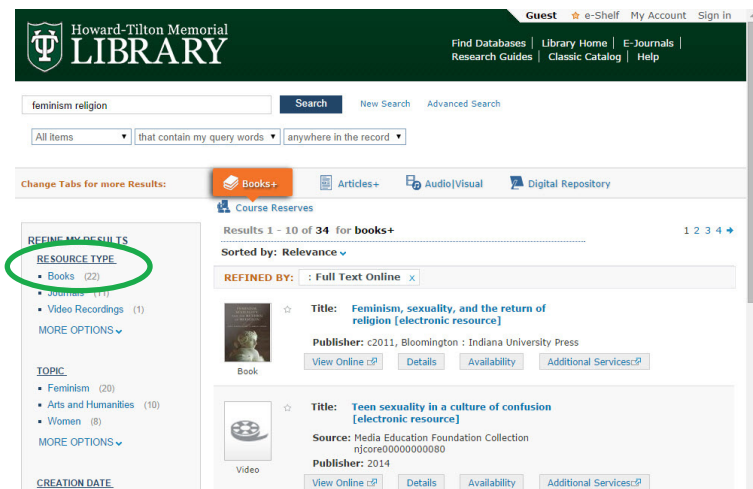 Guest e-Shelf My Account Sign in
Howard-Tilton Memorial
LIBRARY
Find Databases | Library Home | E-Journals |
Research Guides | Classic Catalog | Help
feminism religion Search New Search Advanced Search
All items that contain my query words anywhere in the record
Change Tabs for more Results: Books+ Articles+ Audio|Visual Digital Repository
Course Reserves
Results 1 - 10 of 34 for books+ 1 2 3 4
Sorted by: Relevance
REFINED BY: : Full Text Online x
REFINE MY RESULTS
RESOURCE TYPE
Books (22)
Journals (11)
Video Recordings (1)
MORE OPTIONS
TOPIC
Feminism (20)
Arts and Humanities (10)
Women (8)
MORE OPTIONS
CREATION DATE
Title: Feminism, sexuality, and the return of
religion [electronic resource]
Publisher: c2011, Bloomington : Indiana University Press
Book
View Online Details Availability Additional Services
Title: Teen sexuality in a culture of confusion
[electronic resource]
Source: Media Education Foundation Collection
njcore00000000080
Publisher: 2014
Video
View Online Details Availability Additional Services